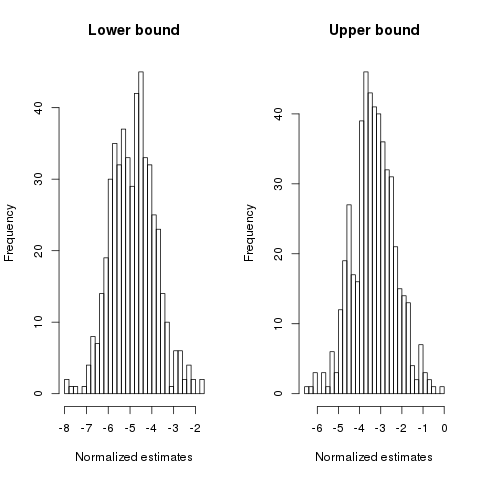 Lower bound
Frequency
0
10
20
30
40
-8 -7 -6 -5 -4 -3 -2
Normalized estimates
Upper bound
Frequency
0
10
20
30
40
-6 -5 -4 -3 -2 -1 0
Normalized estimates